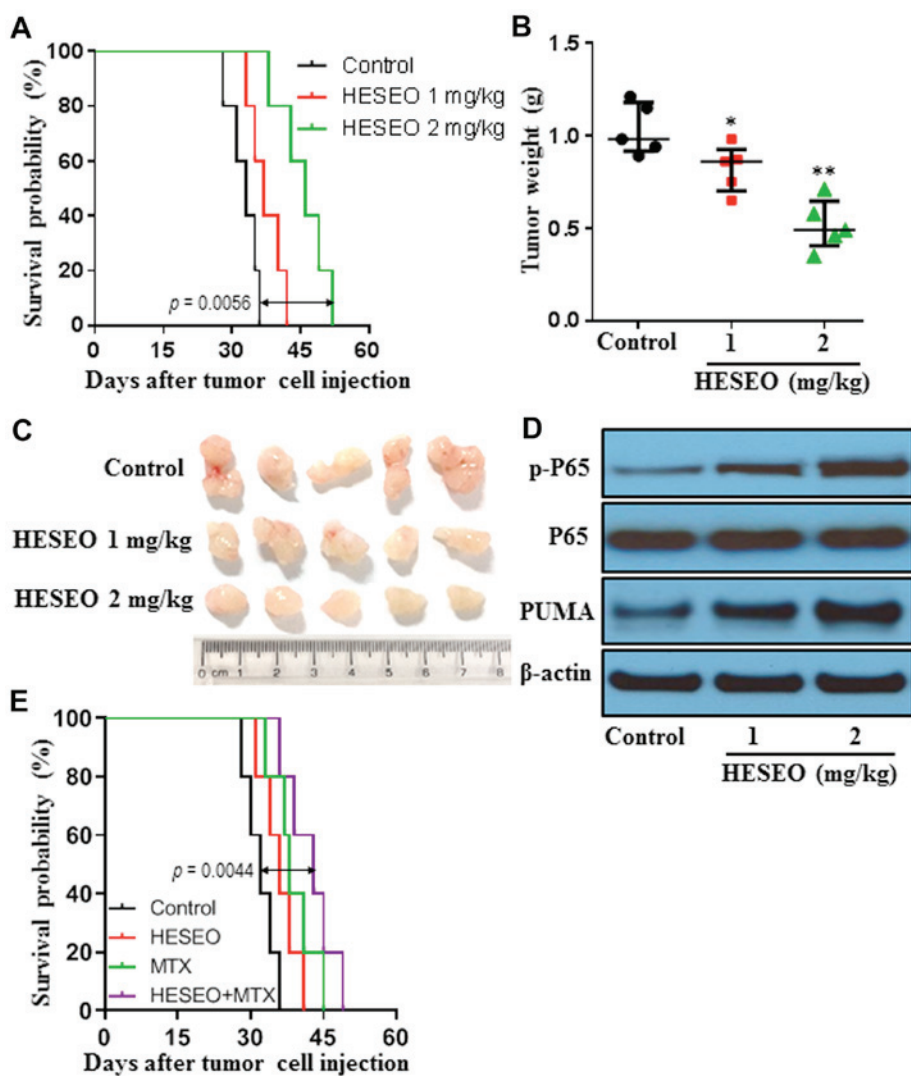 A
Survival probability (%)
100
80
60
40
20
0
Control
HESEO 1 mg/kg
HESEO 2 mg/kg
p = 0.0056
0 30 45 60
Days after tumor cell injection
B
Tumor weight (g)
1.5
1.0
0.5
0.0
*
**
Control 1 2
HESEO (mg/kg)
C
Control
HESEO 1 mg/kg
HESEO 2 mg/kg
0 cm 1 2 3 4 5 6 7 8
D
p-P65
P65
PUMA
β-actin
Control 1 2
HESEO (mg/kg)
E
Survival probability (%)
100
80
60
40
20
0
p = 0.0044
Control
HESEO
MTX
HESEO+MTX
0 30 45 60
Days after tumor cell injection